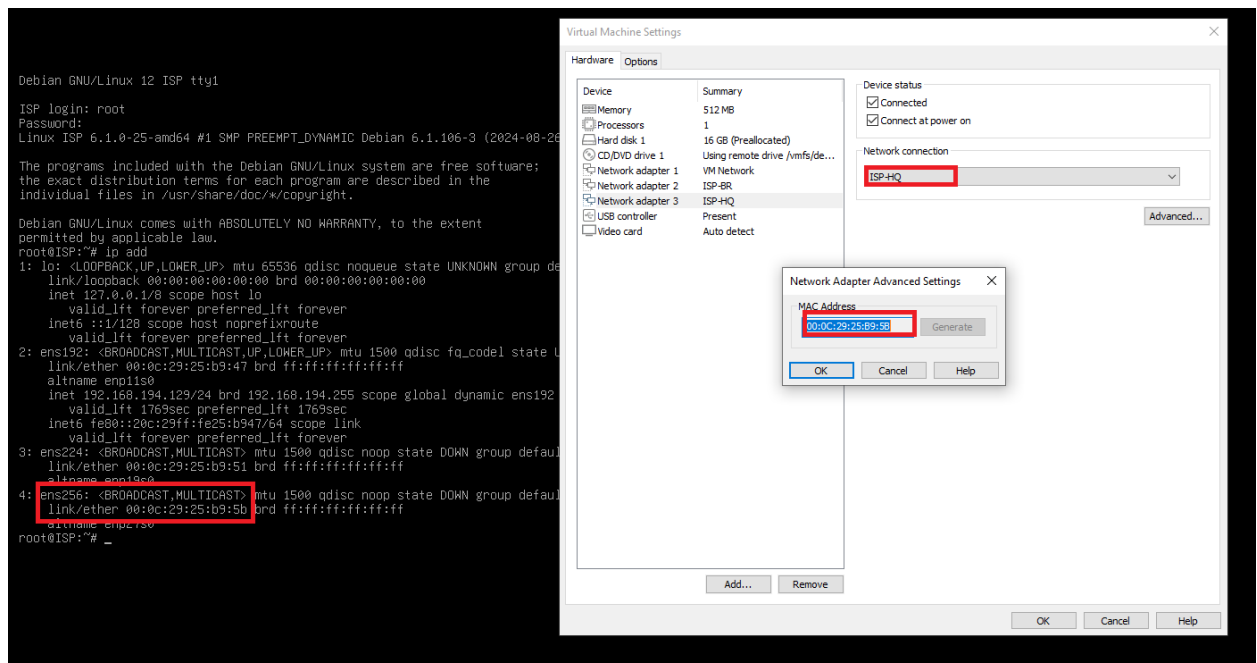 Debian GNU/Linux 12 ISP tty1
ISP login: root
Password:
Linux ISP 6.1.0-25-amd64 #1 SMP PREEMPT_DYNAMIC Debian 6.1.106-3 (2024-08-26
The programs included with the Debian GNU/Linux system are free software;
the exact distribution terms for each program are described in the
individual files in /usr/share/doc/*/copyright.
Debian GNU/Linux comes with ABSOLUTELY NO WARRANTY, to the extent
permitted by applicable law.
root@ISP:~# ip add
1: lo: <LOOPBACK,UP,LOWER_UP> mtu 65536 qdisc noqueue state UNKNOWN group de
link/loopback 00:00:00:00:00:00 brd 00:00:00:00:00:00
inet 127.0.0.1/8 scope host lo
valid_lft forever preferred_lft forever
inet6 ::1/128 scope host noprefixroute
valid_lft forever preferred_lft forever
2: ens192: <BROADCAST,MULTICAST,UP,LOWER_UP> mtu 1500 qdisc fq_codel state U
link/ether 00:0c:29:25:b9:47 brd ff:ff:ff:ff:ff:ff
altname enp11s0
inet 192.168.194.129/24 brd 192.168.194.255 scope global dynamic ens192
valid_lft 1769sec preferred_lft 1769sec
inet6 fe80::20c:29ff:fe25:b947/64 scope link
valid_lft forever preferred_lft forever
3: ens224: <BROADCAST,MULTICAST> mtu 1500 qdisc noop state DOWN group defaul
link/ether 00:0c:29:25:b9:51 brd ff:ff:ff:ff:ff:ff
altname enp19s0
4: ens256: <BROADCAST,MULTICAST> mtu 1500 qdisc noop state DOWN group defaul
link/ether 00:0c:29:25:b9:5b brd ff:ff:ff:ff:ff:ff
altname enp27s0
root@ISP:~# _
Virtual Machine Settings
Hardware Options
Device Summary
Memory 512 MB
Processors 1
Hard disk 1 16 GB (Preallocated)
CD/DVD drive 1 Using remote drive /vmfs/de...
Network adapter 1 VM Network
Network adapter 2 ISP-BR
Network adapter 3 ISP-HQ
USB controller Present
Video card Auto detect
Add... Remove
Device status
Connected
Connect at power on
Network connection
ISP-HQ
Advanced...
Network Adapter Advanced Settings
MAC Address
00:0C:29:25:B9:5B Generate
OK Cancel Help
OK Cancel Help